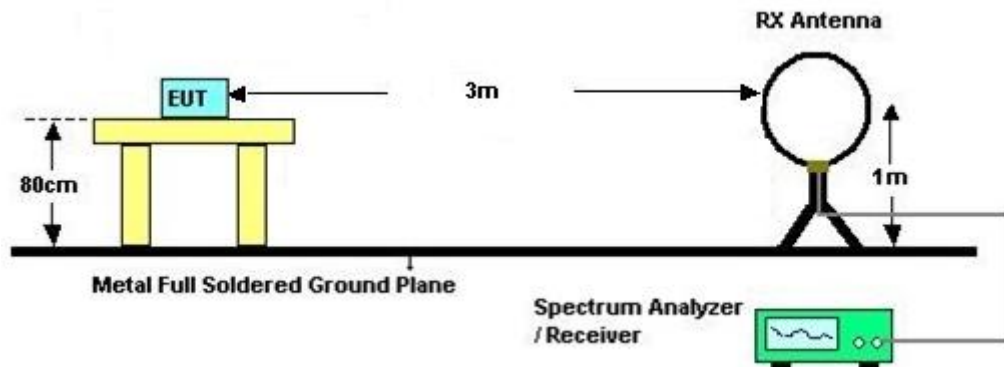 RX Antenna
EUT
3m
80cm
1m
Metal Full Soldered Ground Plane
Spectrum Analyzer
/ Receiver